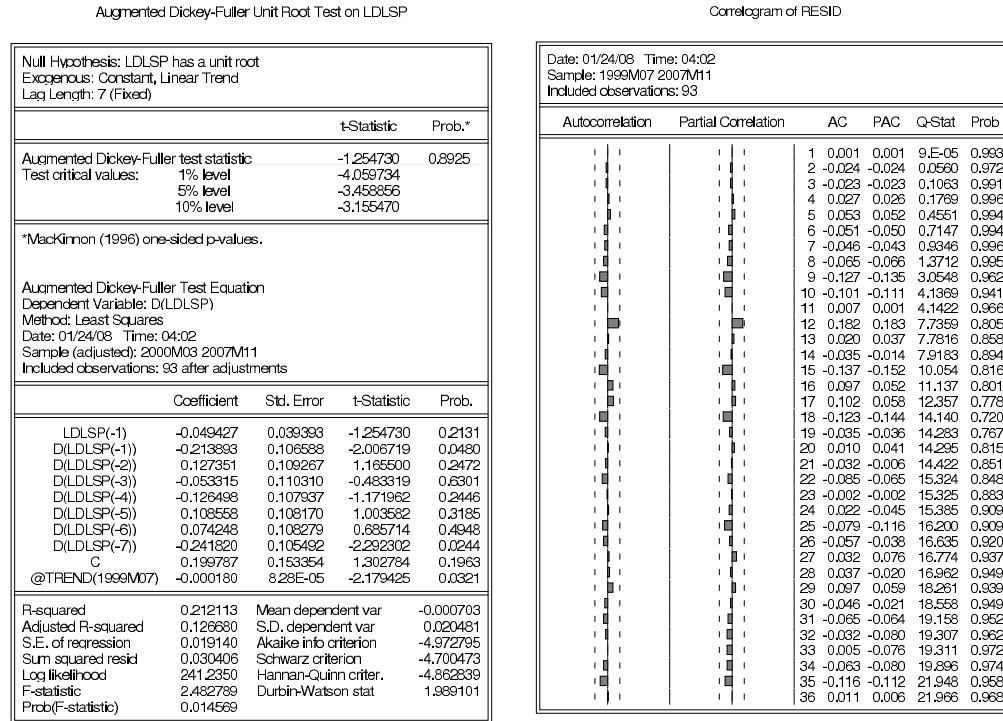 Augmented Dickey-Fuller Unit Root Test on LDLSP
Null Hypothesis: LDLSP has a unit root
Exogenous: Constant, Linear Trend
Lag Length: 7 (Fixed)
t-Statistic Prob.*
Augmented Dickey-Fuller test statistic -1.254730 0.8925
Test critical values: 1% level -4.059734
5% level -3.458856
10% level -3.155470
*MacKinnon (1996) one-sided p-values.
Augmented Dickey-Fuller Test Equation
Dependent Variable: D(LDLSP)
Method: Least Squares
Date: 01/24/08 Time: 04:02
Sample (adjusted): 2000M03 2007M11
Included observations: 93 after adjustments
Coefficient Std. Error t-Statistic Prob.
LDLSP(-1) -0.049427 0.039393 -1.254730 0.2131
D(LDLSP(-1)) -0.213893 0.106588 -2.006719 0.0480
D(LDLSP(-2)) 0.127351 0.109267 1.165500 0.2472
D(LDLSP(-3)) -0.053315 0.110310 -0.483319 0.6301
D(LDLSP(-4)) -0.126498 0.107937 -1.171962 0.2446
D(LDLSP(-5)) 0.108558 0.108170 1.003582 0.3185
D(LDLSP(-6)) 0.074248 0.108279 0.685714 0.4948
D(LDLSP(-7)) -0.241820 0.105492 -2.292302 0.0244
C 0.199787 0.153354 1.302784 0.1963
@TREND(1999M07) -0.000180 8.28E-05 -2.179425 0.0321
R-squared 0.212113 Mean dependent var -0.000703
Adjusted R-squared 0.126680 S.D. dependent var 0.020481
S.E. of regression 0.019140 Akaike info criterion -4.972795
Sum squared resid 0.030406 Schwarz criterion -4.700473
Log likelihood 241.2350 Hannan-Quinn criter. -4.862839
F-statistic 2.482789 Durbin-Watson stat 1.989101
Prob(F-statistic) 0.014569
Correlogram of RESID
Date: 01/24/08 Time: 04:02
Sample: 1999M07 2007M11
Included observations: 93
Autocorrelation Partial Correlation AC PAC Q-Stat Prob
1 0.001 0.001 9.E-05 0.993
2 -0.024 -0.024 0.0560 0.972
3 -0.023 -0.023 0.1063 0.991
4 0.027 0.026 0.1769 0.996
5 0.053 0.052 0.4551 0.994
6 -0.051 -0.050 0.7147 0.994
7 -0.046 -0.043 0.9346 0.996
8 -0.065 -0.066 1.3712 0.995
9 -0.127 -0.135 3.0548 0.962
10 -0.101 -0.111 4.1369 0.941
11 0.007 0.001 4.1422 0.966
12 0.182 0.183 7.7359 0.805
13 0.020 0.037 7.7816 0.858
14 -0.035 -0.014 7.9183 0.894
15 -0.137 -0.152 10.054 0.816
16 0.097 0.052 11.137 0.801
17 0.102 0.058 12.357 0.778
18 -0.123 -0.144 14.140 0.720
19 -0.035 -0.036 14.283 0.767
20 0.010 0.041 14.295 0.815
21 -0.032 -0.006 14.422 0.851
22 -0.085 -0.065 15.324 0.848
23 -0.002 -0.002 15.325 0.883
24 0.022 -0.045 15.385 0.909
25 -0.079 -0.116 16.200 0.909
26 -0.057 -0.038 16.635 0.920
27 0.032 0.076 16.774 0.937
28 0.037 -0.020 16.962 0.949
29 0.097 0.059 18.261 0.939
30 -0.046 -0.021 18.558 0.949
31 -0.065 -0.064 19.158 0.952
32 -0.032 -0.080 19.307 0.962
33 0.005 -0.076 19.311 0.972
34 -0.063 -0.080 19.896 0.974
35 -0.116 -0.112 21.948 0.958
36 0.011 0.006 21.966 0.968